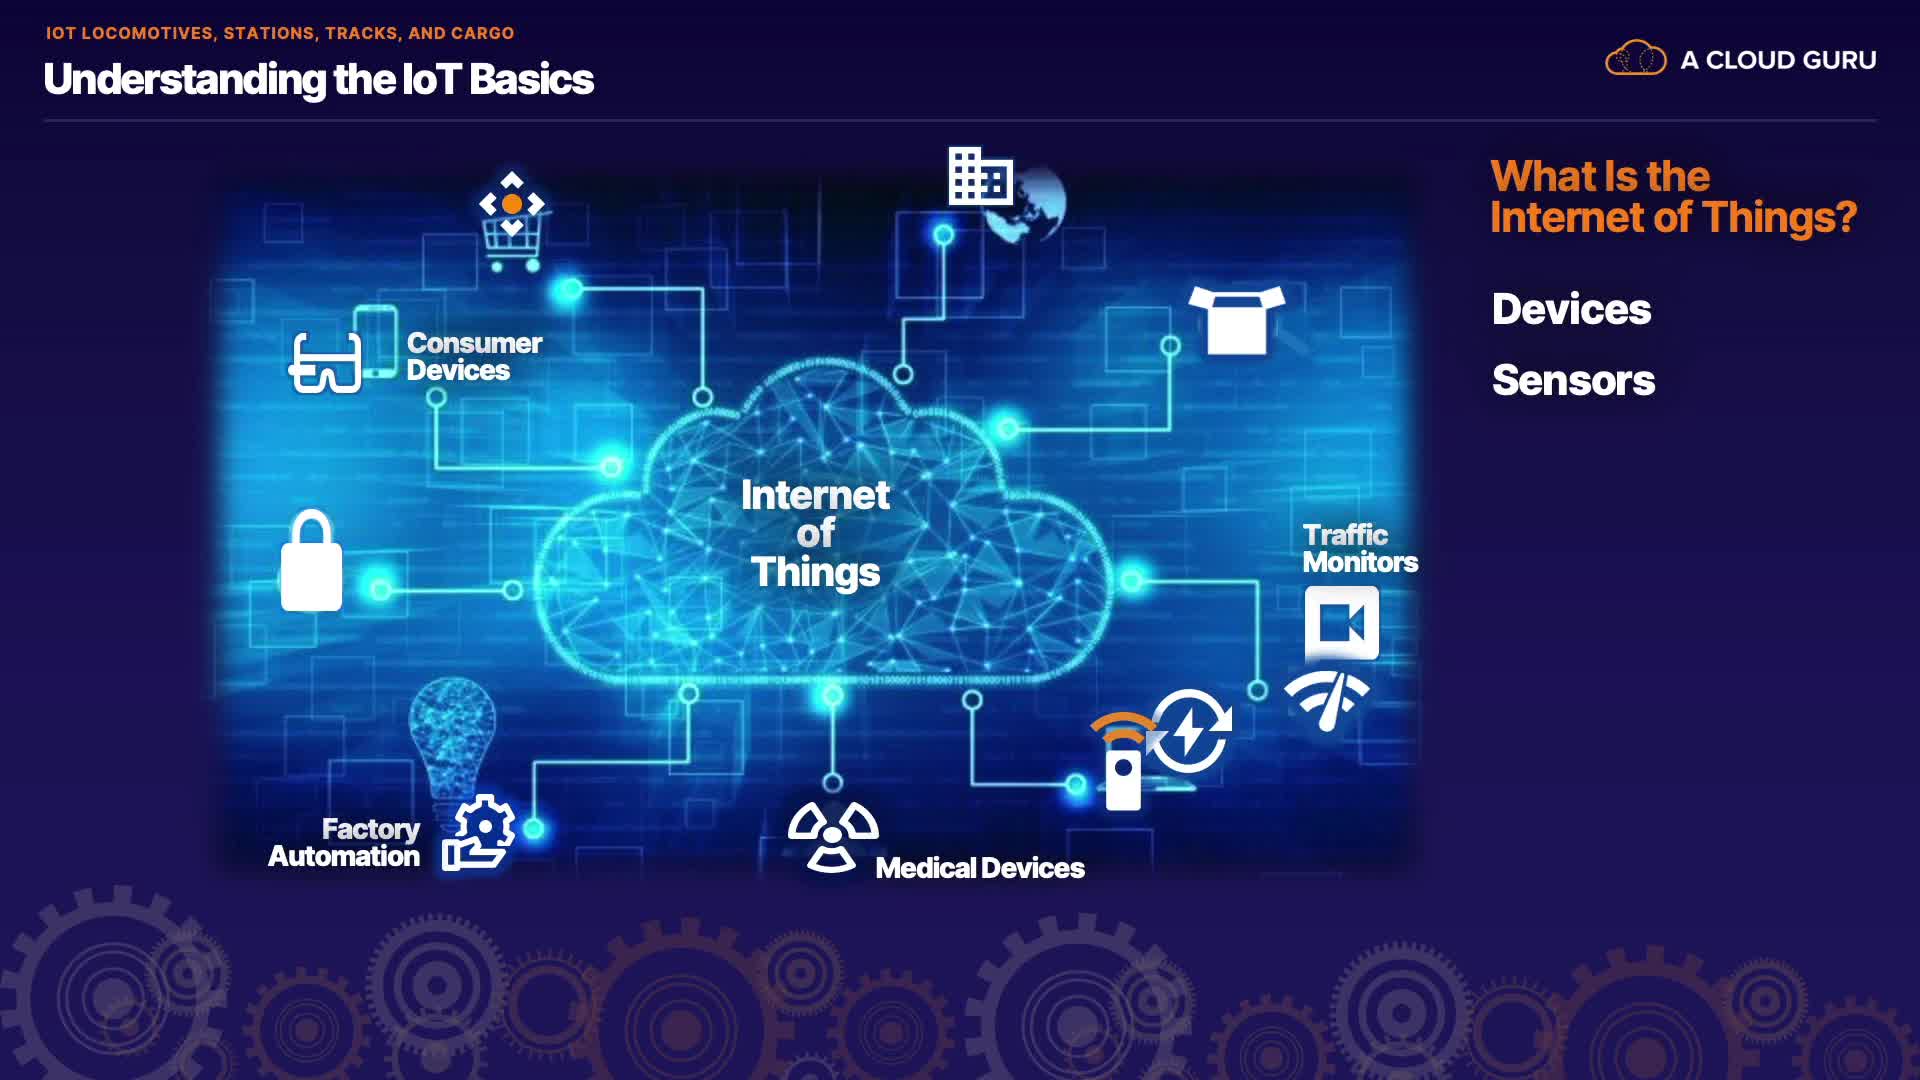 IOT LOCOMOTIVES, STATIONS, TRACKS, AND CARGO
Understanding the IoT Basics
A CLOUD GURU
What Is the
Internet of Things?
Devices
Sensors
Consumer
Devices
Internet
of
Things
Traffic
Monitors
Factory
Automation
Medical Devices